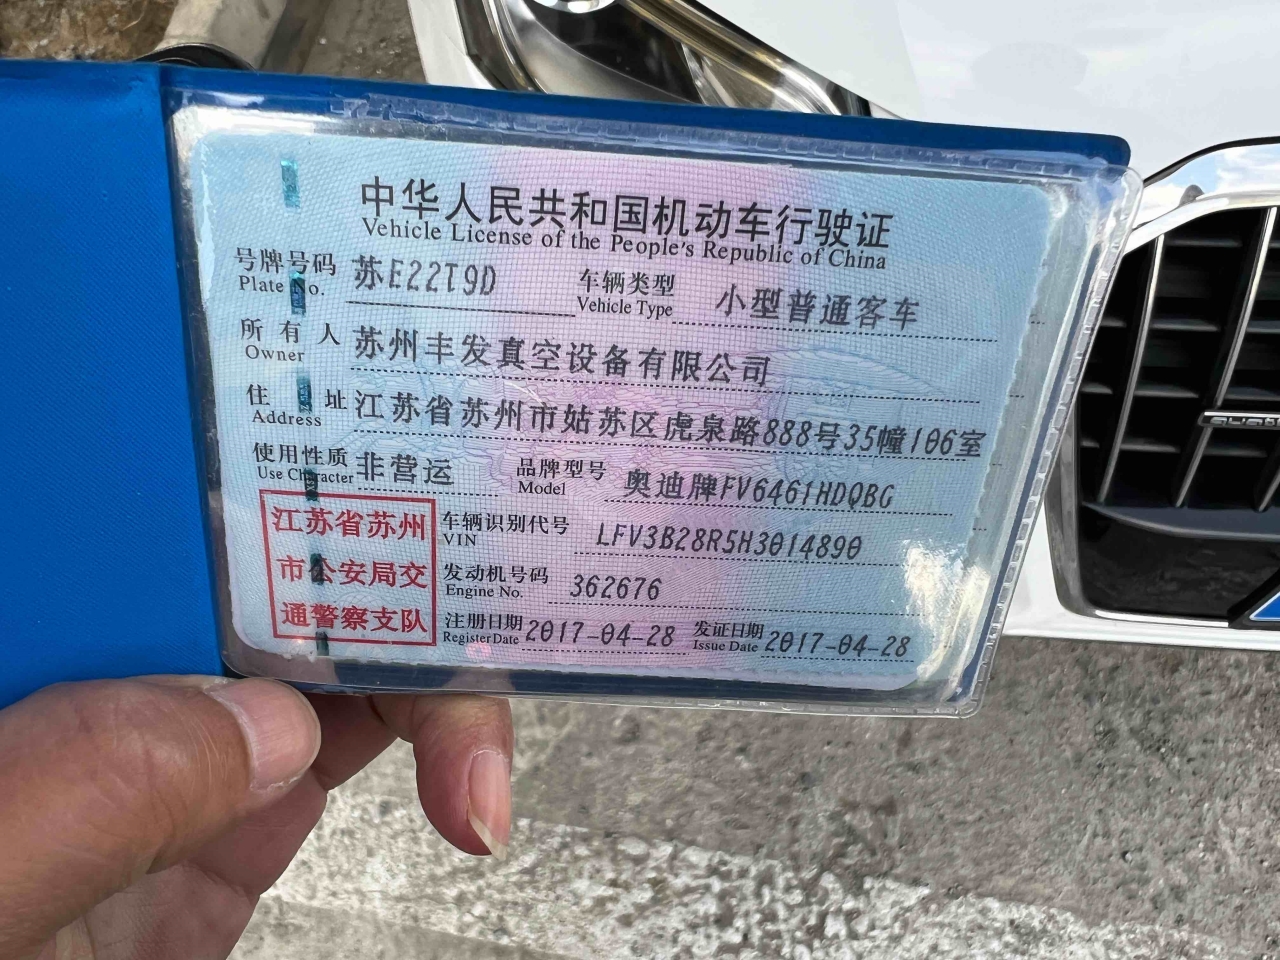 中华人民共和国机动车行驶证
Vehicle License of the People's Republic of China
号牌号码 苏E22T9D 车辆类型 小型普通客车
Plate No. Vehicle Type
所有人 苏州丰发真空设备有限公司
Owner
住址 江苏省苏州市姑苏区虎泉路888号35幢106室
Address
使用性质 非营运 品牌型号 奥迪牌FV6461HDQBG
Use Character Model
江苏省苏州
市公安局交
通警察支队
车辆识别代号 LFV3B28R5H3014890
VIN
发动机号码 362676
Engine No.
注册日期 2017-04-28 发证日期 2017-04-28
Register Date Issue Date
quattro